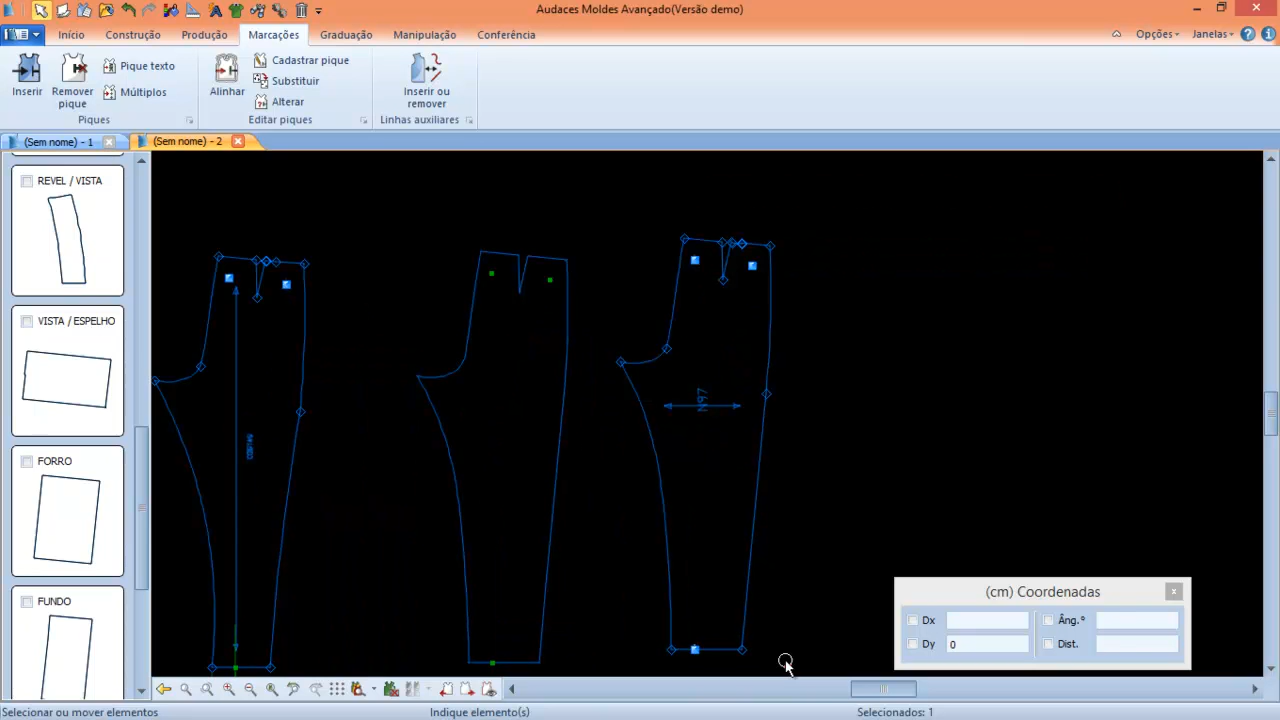 Audaces Moldes Avançado(Versão demo)
Início Construção Produção Marcações Graduação Manipulação Conferência Opções Janelas
Inserir
Remover pique
Pique texto
Múltiplos
Piques
Alinhar
Cadastrar pique
Substituir
Alterar
Editar piques
Inserir ou remover
Linhas auxiliares
(Sem nome) - 1
(Sem nome) - 2
REVEL / VISTA
VISTA / ESPELHO
FORRO
FUNDO
(cm) Coordenadas
Dx
Âng.°
Dy 0
Dist.
Selecionar ou mover elementos
Indique elemento(s)
Selecionados: 1